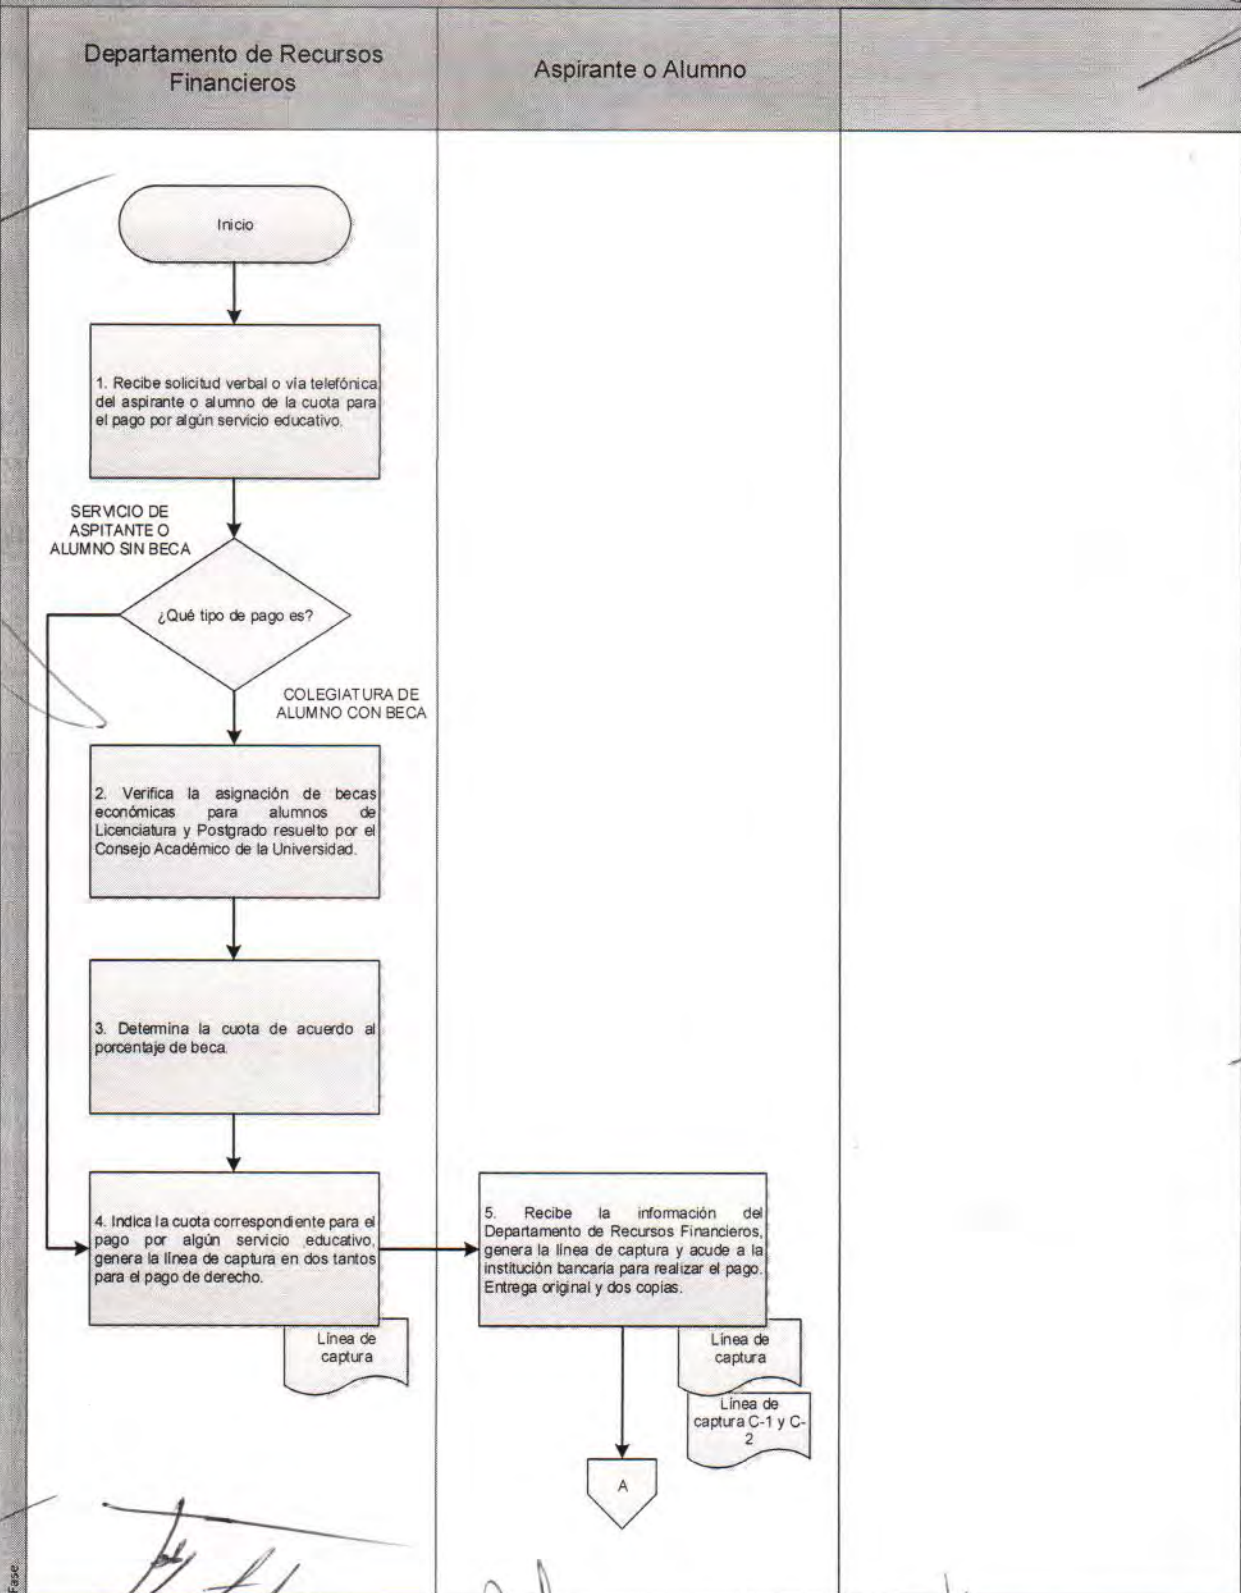 Departamento de Recursos
Financieros
Aspirante o Alumno
Inicio
1. Recibe solicitud verbal o vía telefónica
del aspirante o alumno de la cuota para
el pago por algún servicio educativo.
SERVICIO DE
ASPITANTE O
ALUMNO SIN BECA
¿Qué tipo de pago es?
COLEGIATURA DE
ALUMNO CON BECA
2. Verifica la asignación de becas
económicas para alumnos de
Licenciatura y Postgrado resuelto por el
Consejo Académico de la Universidad.
3. Determina la cuota de acuerdo al
porcentaje de beca.
4. Indica la cuota correspondiente para el
pago por algún servicio educativo,
genera la línea de captura en dos tantos
para el pago de derecho.
Línea de
captura
5. Recibe la información del
Departamento de Recursos Financieros,
genera la línea de captura y acude a la
institución bancaria para realizar el pago.
Entrega original y dos copias.
Línea de
captura
Línea de
captura C-1 y C-
2
A
Fase